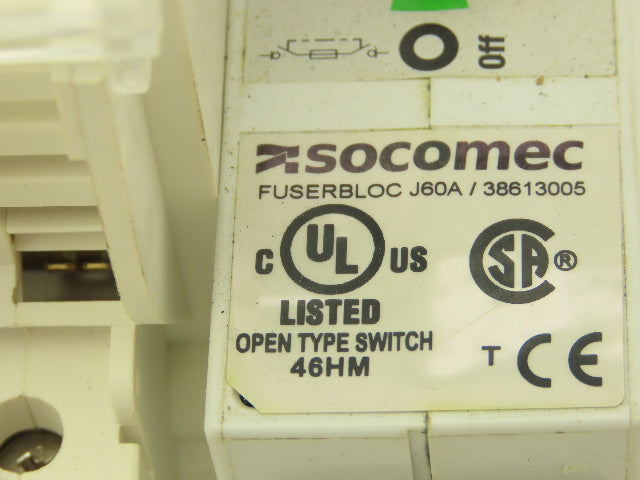 O Off
socomec
FUSERBLOC J60A / 38613005
C UL US
LISTED
OPEN TYPE SWITCH
46HM
SA ®
T CE